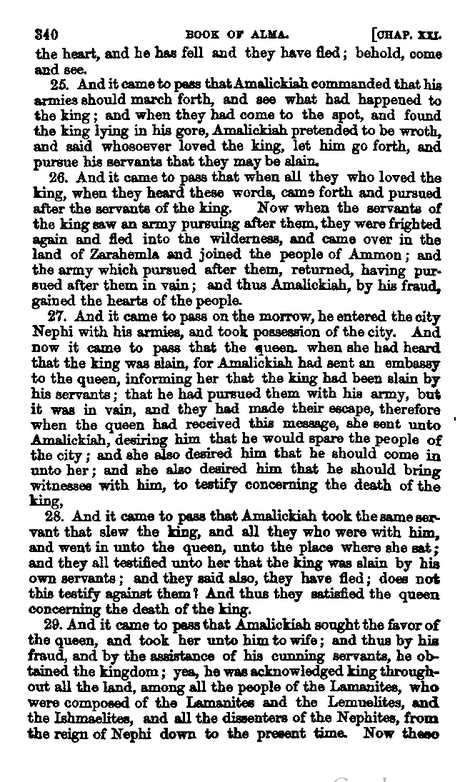 340 BOOK OF ALMA. [CHAP. XXI.
the heart, and he has fell and they have fled; behold, come
and see.
25. And it came to pass that Amalickiah commanded that his
armies should march forth, and see what had happened to
the king; and when they had come to the spot, and found
the king lying in his gore, Amalickiah pretended to be wroth,
and said whosoever loved the king, let him go forth, and
pursue his servants that they may be slain.
26. And it came to pass that when all they who loved the
king, when they heard these words, came forth and pursued
after the servants of the king. Now when the servants of
the king saw an army pursuing after them, they were frighted
again and fled into the wilderness, and came over in the
land of Zarahemla and joined the people of Ammon; and
the army which pursued after them, returned, having pur-
sued after them in vain; and thus Amalickiah, by his fraud,
gained the hearts of the people.
27. And it came to pass on the morrow, he entered the city
Nephi with his armies, and took possession of the city. And
now it came to pass that the queen. when she had heard
that the king was slain, for Amalickiah had sent an embassy
to the queen, informing her that the king had been slain by
his servants; that he had pursued them with his army, but
it was in vain, and they had made their escape, therefore
when the queen had received this message, she sent unto
Amalickiah, desiring him that he would spare the people of
the city; and she also desired him that he should come in
unto her; and she also desired him that he should bring
witnesses with him, to testify concerning the death of the
king,
28. And it came to pass that Amalickiah took the same ser-
vant that slew the king, and all they who were with him,
and went in unto the queen, unto the place where she sat;
and they all testified unto her that the king was slain by his
own servants; and they said also, they have fled; does not
this testify against them? And thus they satisfied the queen
concerning the death of the king.
29. And it came to pass that Amalickiah sought the favor of
the queen, and took her unto him to wife; and thus by his
fraud, and by the assistance of his cunning servants, he ob-
tained the kingdom; yea, he was acknowledged king through-
out all the land, among all the people of the Lamanites, who
were composed of the Lamanites and the Lemuelites, and
the Ishmaelites, and all the dissenters of the Nephites, from
the reign of Nephi down to the present time. Now these